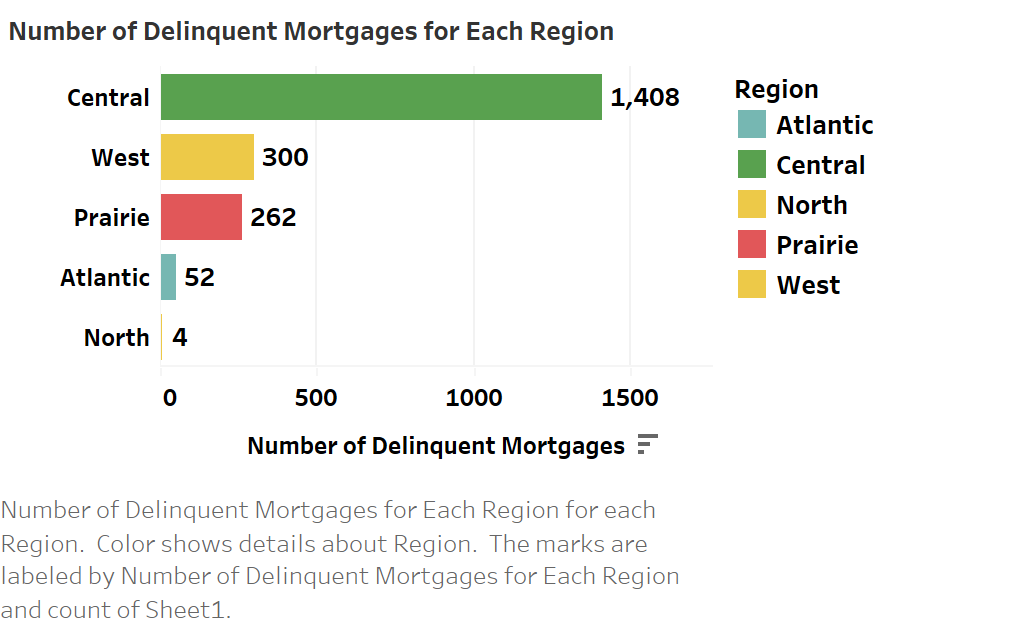 Number of Delinquent Mortgages for Each Region
Central
1,408
West
300
Prairie
262
Atlantic
52
North
4
0
500
1000
1500
Number of Delinquent Mortgages
Region
Atlantic
Central
North
Prairie
West
Number of Delinquent Mortgages for Each Region for each
Region.  Color shows details about Region.  The marks are
labeled by Number of Delinquent Mortgages for Each Region
and count of Sheet1.